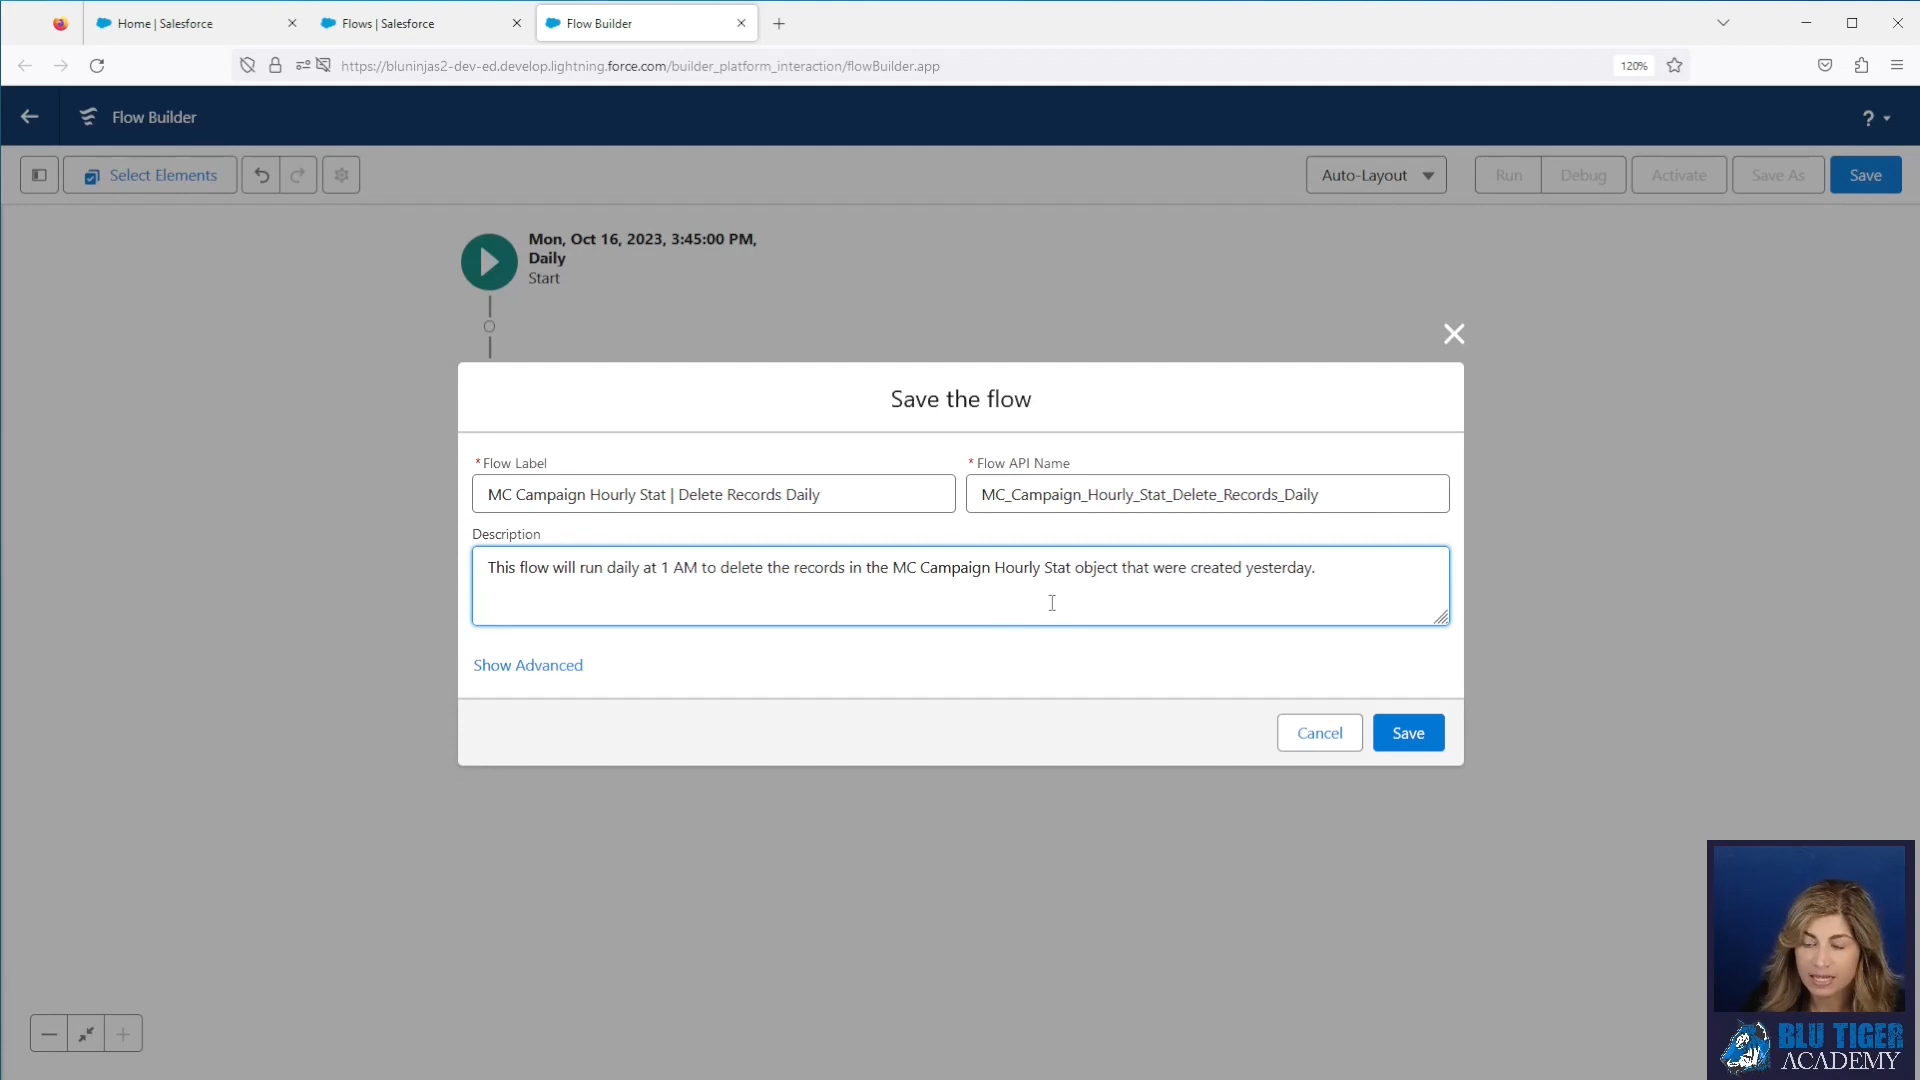 Home | Salesforce
Flows | Salesforce
Flow Builder
https://bluninjas2-dev-ed.develop.lightning.force.com/builder_platform_interaction/flowBuilder.app
120%
Flow Builder
?
Select Elements
Auto-Layout
Run
Debug
Activate
Save As
Save
Mon, Oct 16, 2023, 3:45:00 PM,
Daily
Start
Save the flow
*Flow Label
*Flow API Name
MC Campaign Hourly Stat | Delete Records Daily
MC_Campaign_Hourly_Stat_Delete_Records_Daily
Description
This flow will run daily at 1 AM to delete the records in the MC Campaign Hourly Stat object that were created yesterday.
Show Advanced
Cancel
Save
BLU TIGER
ACADEMY